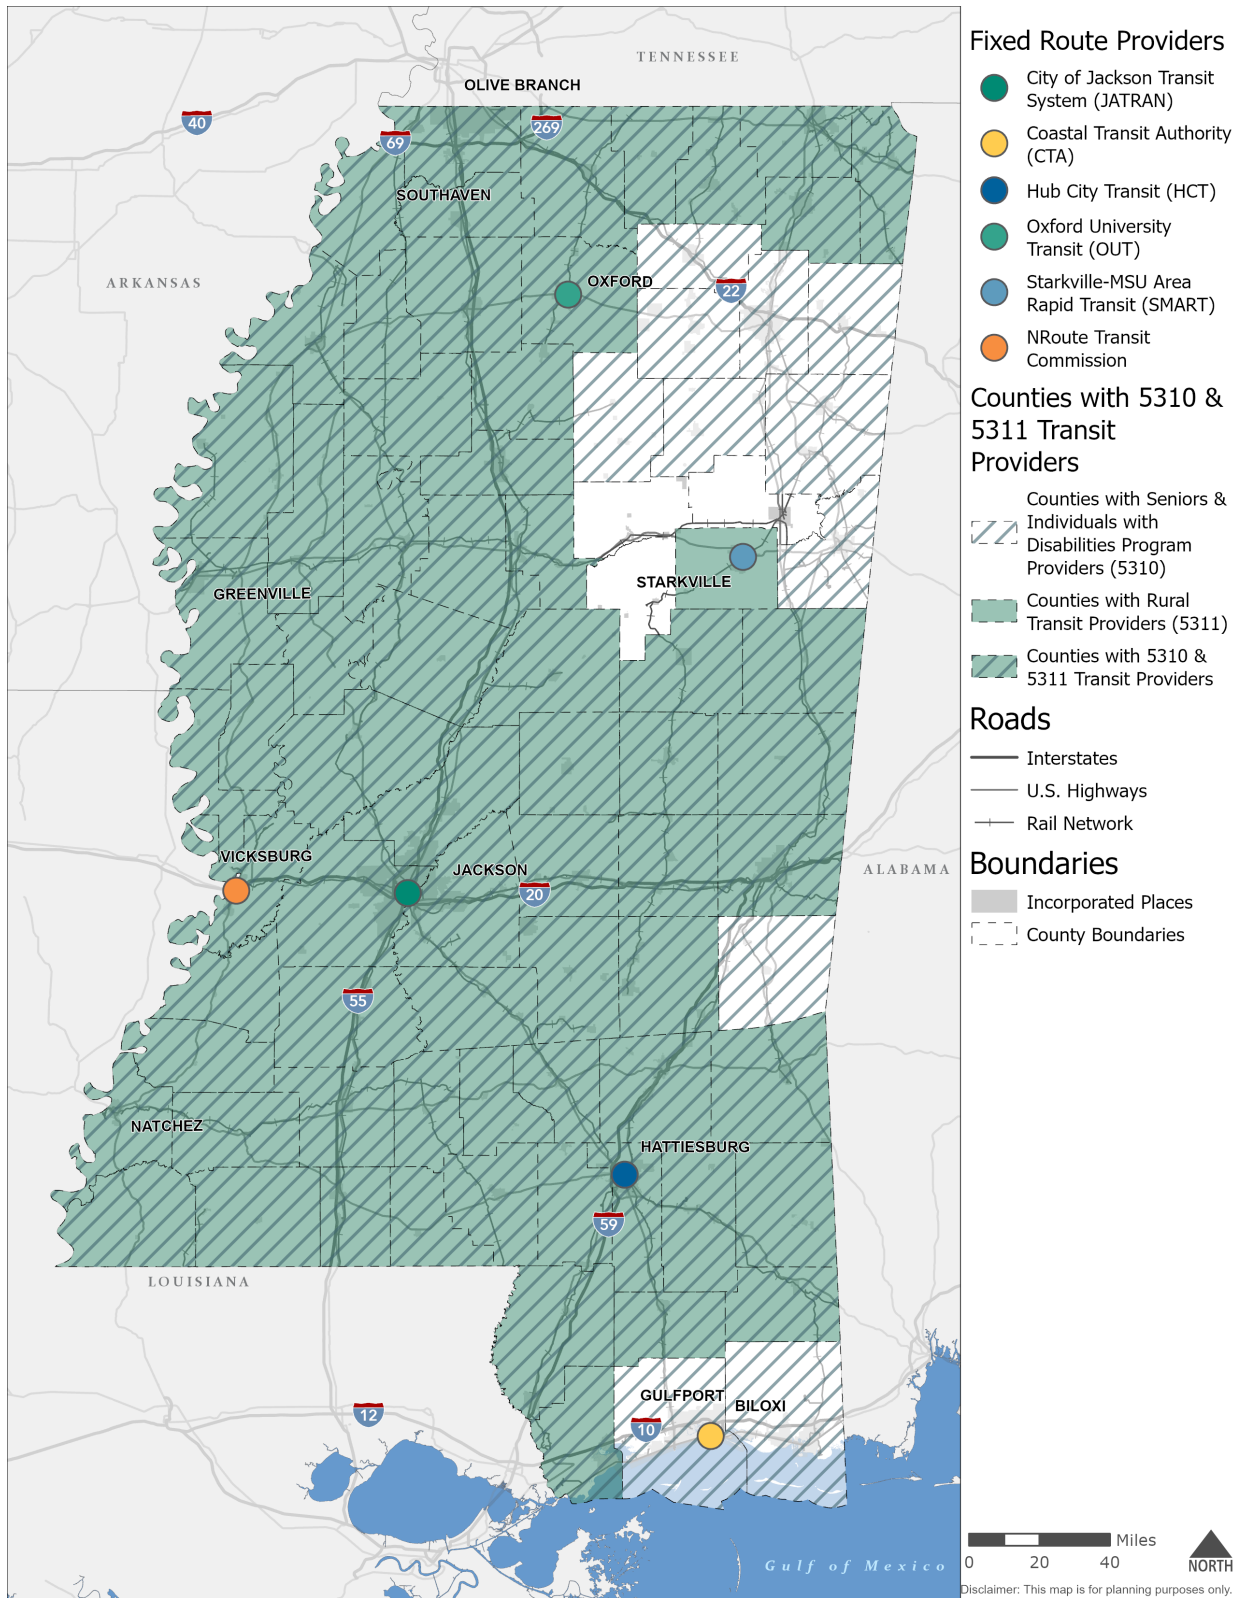 TENNESSEE
OLIVE BRANCH
40
69
269
SOUTHAVEN
ARKANSAS
OXFORD
22
GREENVILLE
STARKVILLE
VICKSBURG
JACKSON
20
ALABAMA
55
NATCHEZ
HATTIESBURG
59
LOUISIANA
GULFPORT
BILOXI
12
10
Gulf of Mexico
Fixed Route Providers
City of Jackson Transit
System (JATRAN)
Coastal Transit Authority
(CTA)
Hub City Transit (HCT)
Oxford University
Transit (OUT)
Starkville-MSU Area
Rapid Transit (SMART)
NRoute Transit
Commission
Counties with 5310 &
5311 Transit
Providers
Counties with Seniors &
Individuals with
Disabilities Program
Providers (5310)
Counties with Rural
Transit Providers (5311)
Counties with 5310 &
5311 Transit Providers
Roads
Interstates
U.S. Highways
Rail Network
Boundaries
Incorporated Places
County Boundaries
Miles
0 20 40
NORTH
Disclaimer: This map is for planning purposes only.